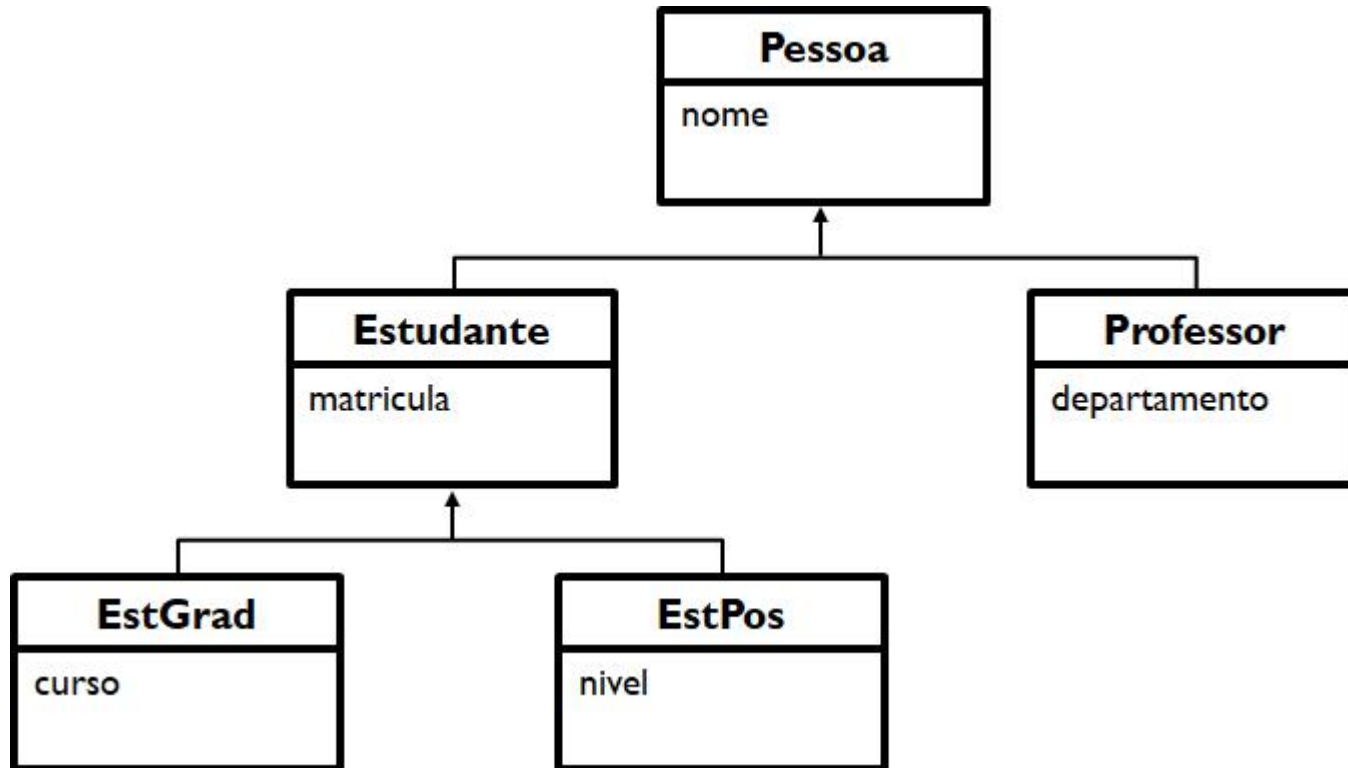 Pessoa
nome
Estudante
matricula
Professor
departamento
EstGrad
curso
EstPos
nivel